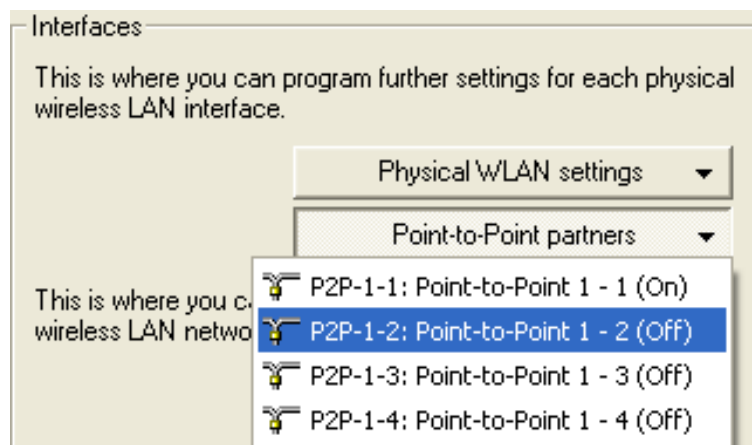 Interfaces
This is where you can program further settings for each physical
wireless LAN interface.
Physical WLAN settings
Point-to-Point partners
This is where you
wireless LAN
P2P-1-1: Point-to-Point 1 - 1 (On)
P2P-1-2: Point-to-Point 1 - 2 (Off)
P2P-1-3: Point-to-Point 1 - 3 (Off)
P2P-1-4: Point-to-Point 1 - 4 (Off)